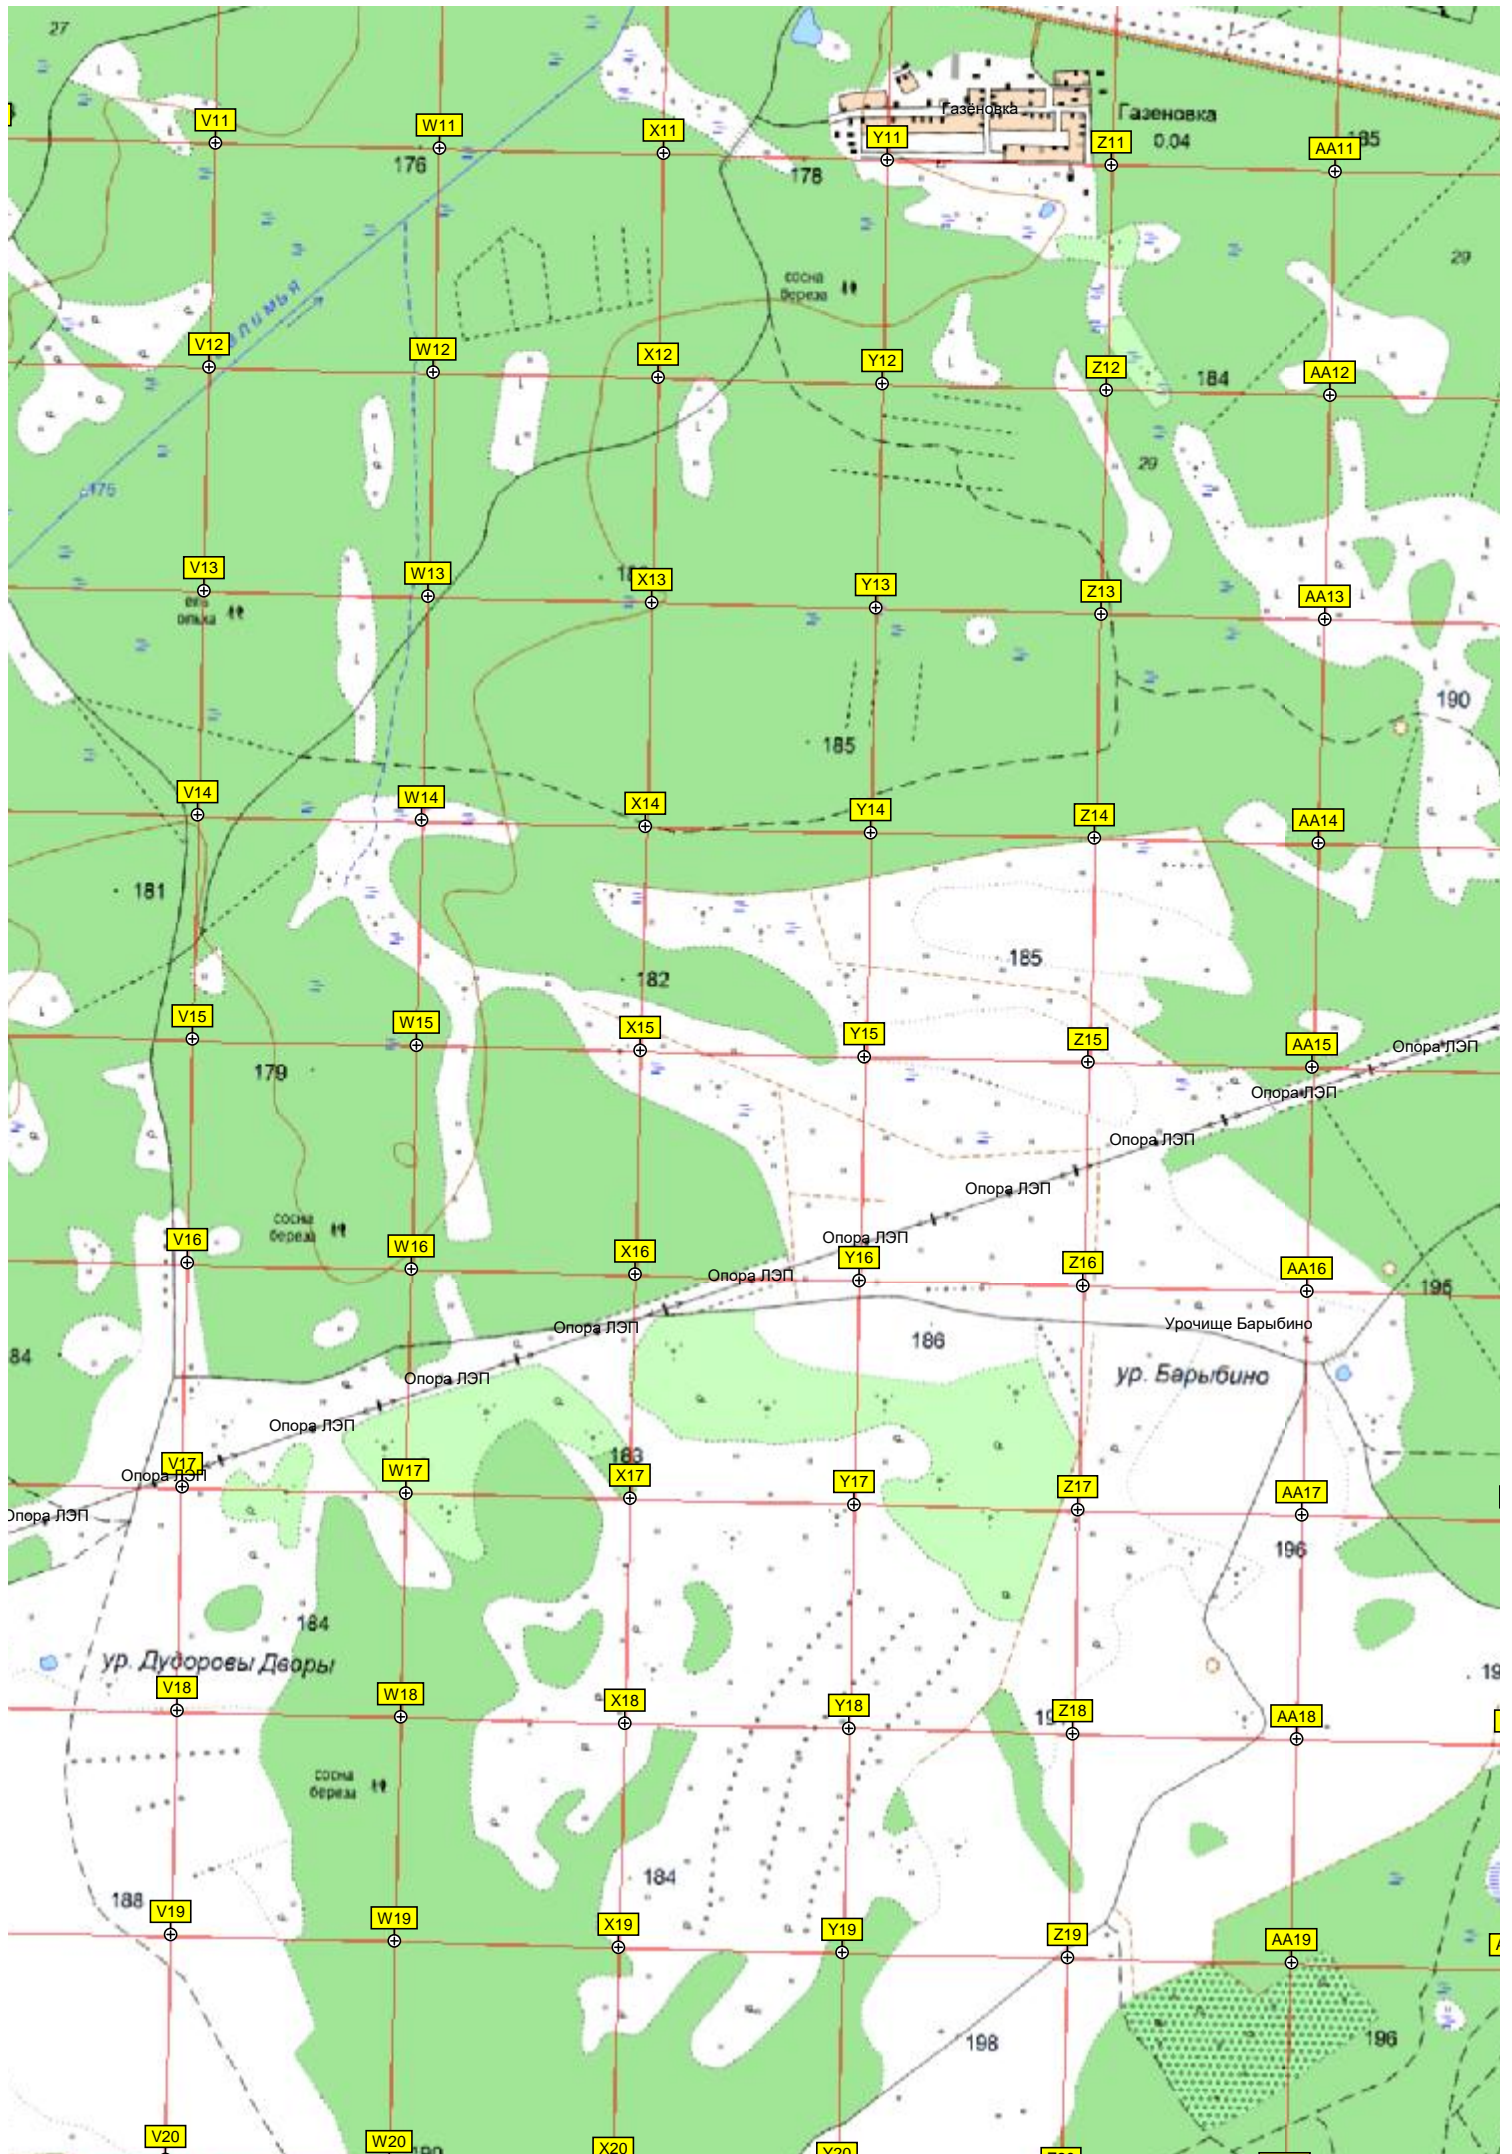 27
Газёновка
Газеновка
0.04
V11
W11
X11
Y11
Z11
AA11
176
178
29
сосна
береза
V12
W12
X12
Y12
Z12
AA12
184
29
V13
W13
X13
Y13
Z13
AA13
ольха
190
185
V14
W14
X14
Y14
Z14
AA14
181
185
182
V15
W15
X15
Y15
Z15
AA15
Опора ЛЭП
179
Опора ЛЭП
Опора ЛЭП
Опора ЛЭП
сосна
береза
V16
W16
X16
Y16
Z16
AA16
Опора ЛЭП
Опора ЛЭП
195
Опора ЛЭП
186
Урочище Барыбино
84
ур. Барыбино
Опора ЛЭП
Опора ЛЭП
183
V17
W17
X17
Y17
Z17
AA17
Опора ЛЭП
Опора ЛЭП
196
184
ур. Дудоровы Дворы
V18
W18
X18
Y18
Z18
AA18
сосна
береза
184
188
V19
W19
X19
Y19
Z19
AA19
198
196
V20
W20
X20
Y20